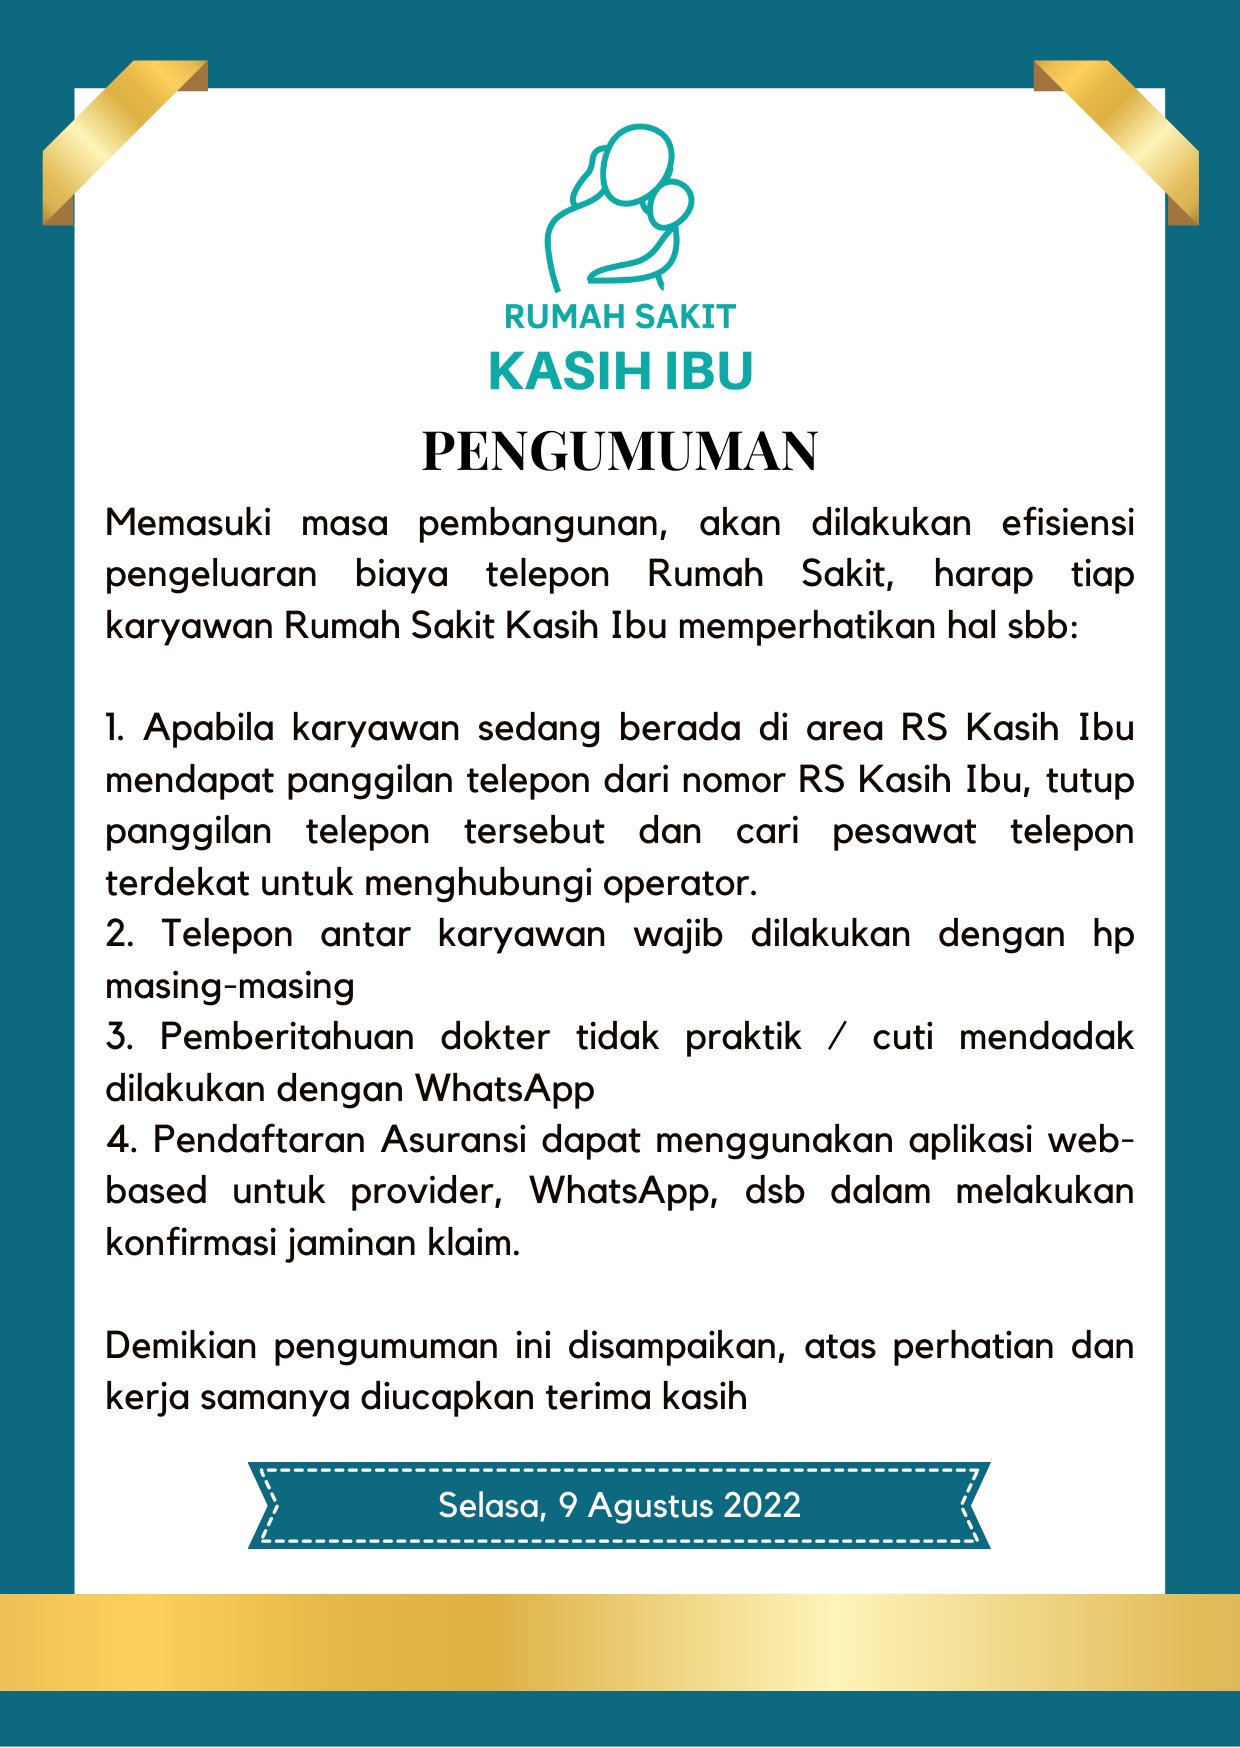 RUMAH SAKIT
KASIH IBU
PENGUMUMAN
Memasuki masa pembangunan, akan dilakukan efisiensi
pengeluaran biaya telepon Rumah Sakit, harap tiap
karyawan Rumah Sakit Kasih Ibu memperhatikan hal sbb:
1. Apabila karyawan sedang berada di area RS Kasih Ibu
mendapat panggilan telepon dari nomor RS Kasih Ibu, tutup
panggilan telepon tersebut dan cari pesawat telepon
terdekat untuk menghubungi operator.
2. Telepon antar karyawan wajib dilakukan dengan hp
masing-masing
3. Pemberitahuan dokter tidak praktik / cuti mendadak
dilakukan dengan WhatsApp
4. Pendaftaran Asuransi dapat menggunakan aplikasi web-
based untuk provider, WhatsApp, dsb dalam melakukan
konfirmasi jaminan klaim.
Demikian pengumuman ini disampaikan, atas perhatian dan
kerja samanya diucapkan terima kasih
Selasa, 9 Agustus 2022